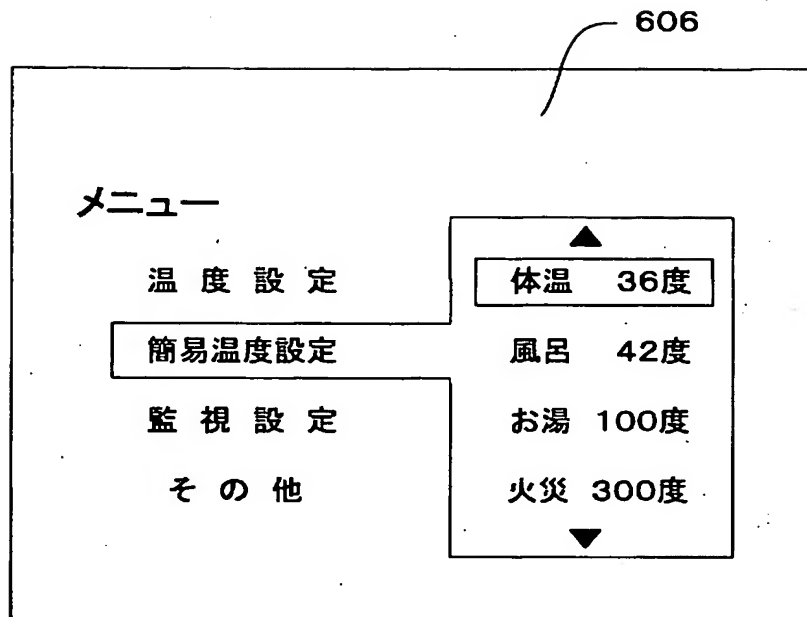 606
メニュー
温度設定
簡易温度設定
監視設定
その他
▲
体温 36度
風呂 42度
お湯 100度
火災 300度
▼